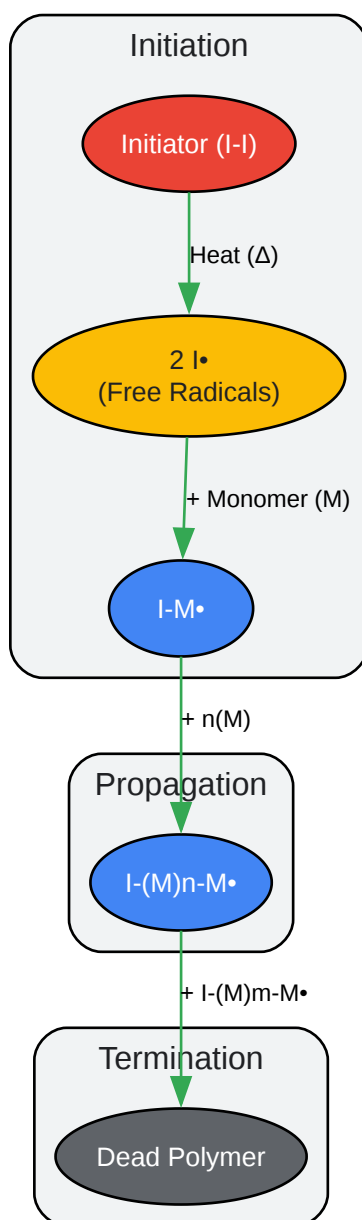 Initiation
Initiator (I-I)
Heat (Δ)
2 I•
(Free Radicals)
+ Monomer (M)
I-M•
+ n(M)
Propagation
I-(M)n-M•
+ I-(M)m-M•
Termination
Dead Polymer